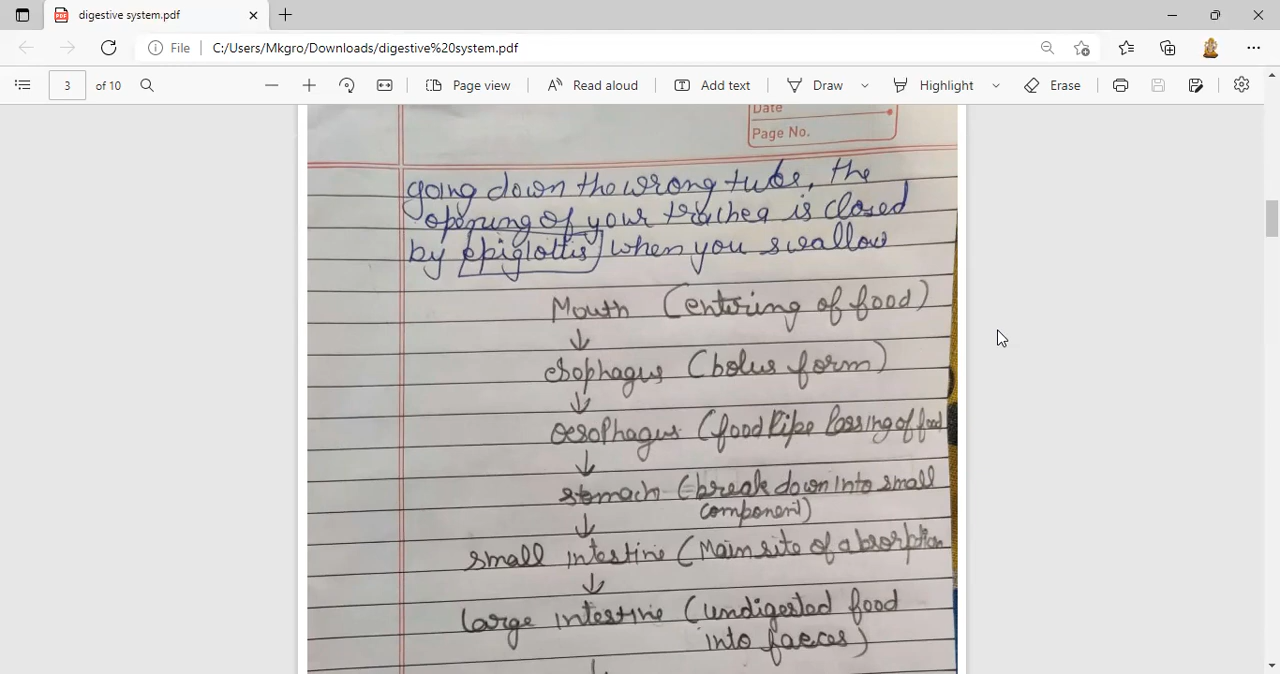 digestive system.pdf
File
C:/Users/Mkgro/Downloads/digestive%20system.pdf
3 of 10
Page view
Read aloud
Add text
Draw
Highlight
Erase
Date
Page No.
going down the wrong tube, the
opening of your trachea is closed
by epiglottis when you swallow
Mouth (entering of food)
↓
esophagus (bolus form)
↓
oesophagus (food Pipe Passing of food
↓
stomach (break down into small
component)
↓
small intestine (Main site of absorption
↓
Large intestine (undigested food
into faeces)